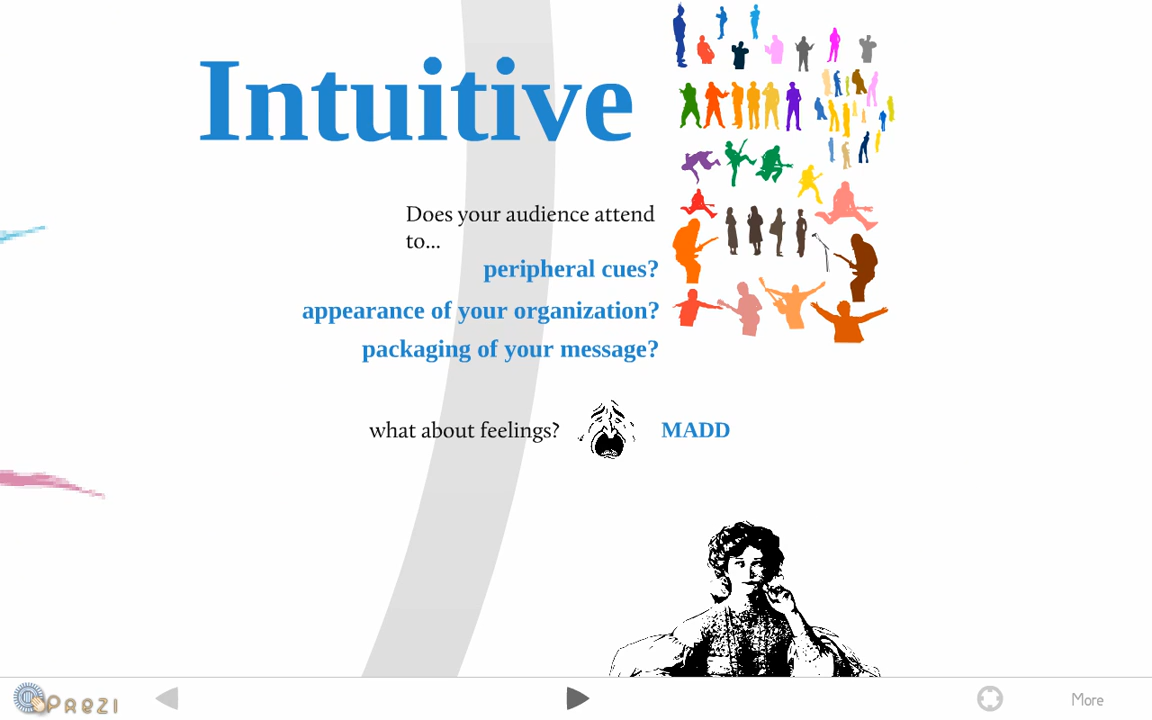 Intuitive
Does your audience attend
to...
peripheral cues?
appearance of your organization?
packaging of your message?
what about feelings?
MADD
Prezi
More